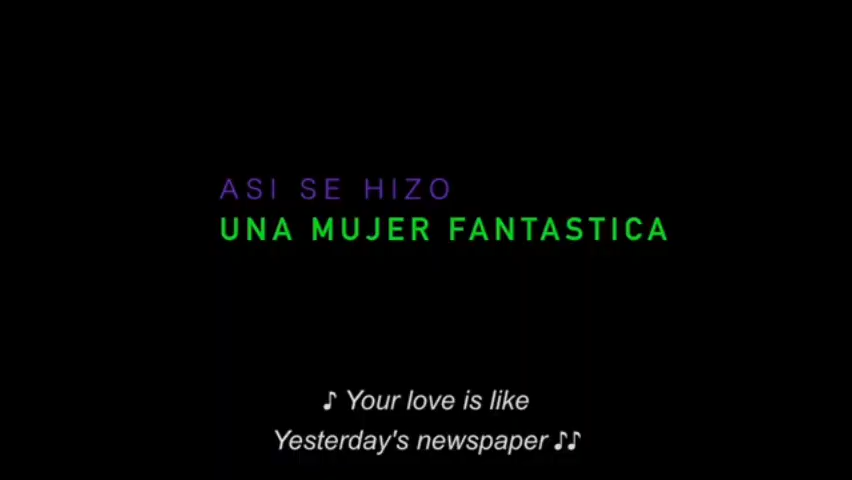 ASI SE HIZO
UNA MUJER FANTASTICA
♪ Your love is like
Yesterday's newspaper ♪♪